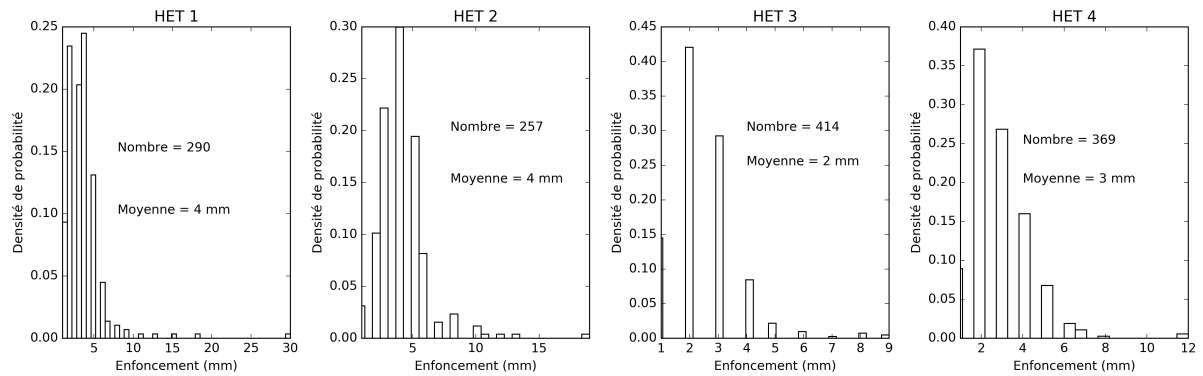 HET 1
0.25
0.20
0.15
0.10
0.05
0.00
Densité de probabilité
Nombre = 290
Moyenne = 4 mm
5 10 15 20 25 30
Enfoncement (mm)
HET 2
0.30
0.25
0.20
0.15
0.10
0.05
0.00
Densité de probabilité
Nombre = 257
Moyenne = 4 mm
5 10 15
Enfoncement (mm)
HET 3
0.45
0.40
0.35
0.30
0.25
0.20
0.15
0.10
0.05
0.00
Densité de probabilité
Nombre = 414
Moyenne = 2 mm
1 2 3 4 5 6 7 8 9
Enfoncement (mm)
HET 4
0.40
0.35
0.30
0.25
0.20
0.15
0.10
0.05
0.00
Densité de probabilité
Nombre = 369
Moyenne = 3 mm
2 4 6 8 10 12
Enfoncement (mm)